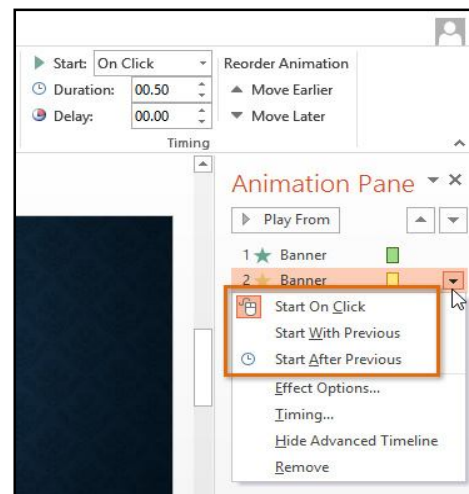 Start: On Click
Reorder Animation
Duration: 00.50
Move Earlier
Delay: 00.00
Move Later
Timing
Animation Pane
Play From
1 Banner
2 Banner
Start On Click
Start With Previous
Start After Previous
Effect Options...
Timing...
Hide Advanced Timeline
Remove